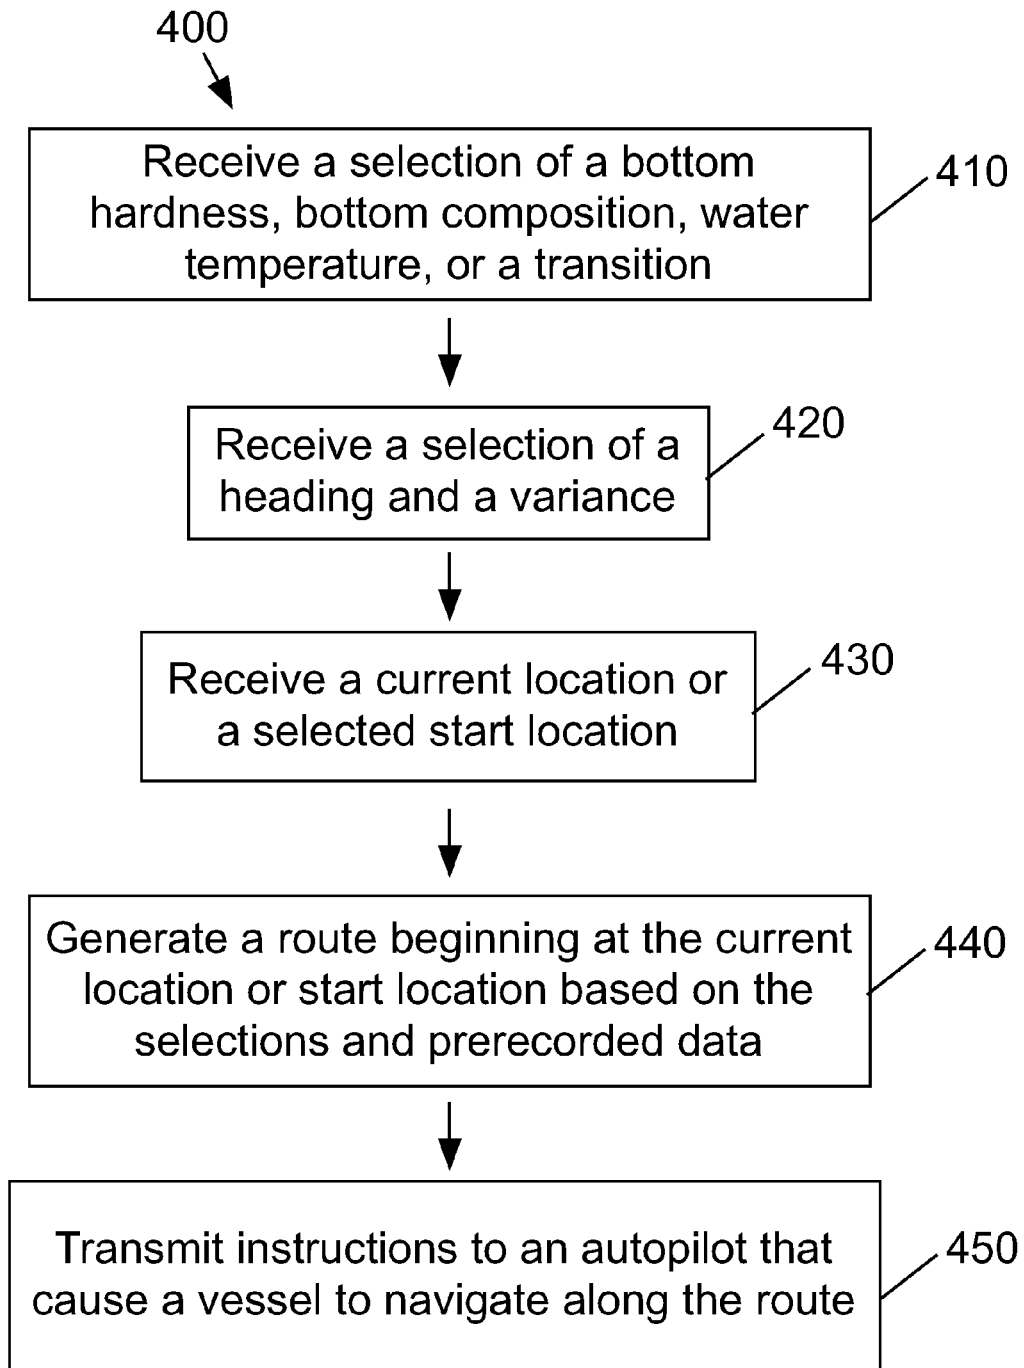 400
Receive a selection of a bottom
hardness, bottom composition, water
temperature, or a transition
410
Receive a selection of a
heading and a variance
420
Receive a current location or
a selected start location
430
Generate a route beginning at the current
location or start location based on the
selections and prerecorded data
440
Transmit instructions to an autopilot that
cause a vessel to navigate along the route
450